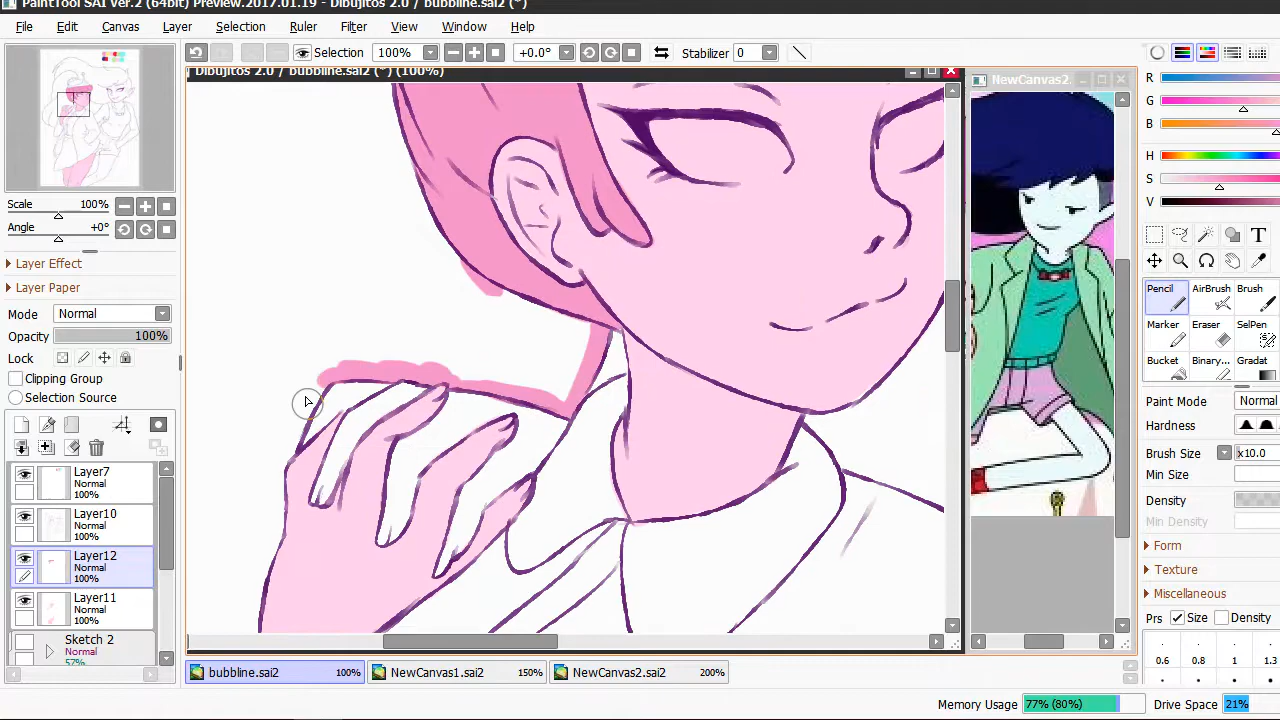 PaintTool SAI Ver.2 (64bit) Preview.2017.01.19 - Dibujitos 2.0 / bubbline.sai2 (*)
File Edit Canvas Layer Selection Ruler Filter View Window Help
Selection 100% +0.0° Stabilizer 0
Dibujitos 2.0 / bubbline.sai2 (*) (100%)
NewCanvas2.
Scale 100%
Angle +0°
Layer Effect
Layer Paper
Mode Normal
Opacity 100%
Lock
Clipping Group
Selection Source
Layer7
Normal
100%
Layer10
Normal
100%
Layer12
Normal
100%
Layer11
Normal
100%
Sketch 2
Normal
57%
R
G
B
H
S
V
T
Pencil AirBrush Brush
Marker Eraser SelPen
Bucket Binary... Gradat
Paint Mode Normal
Hardness
Brush Size x10.0
Min Size
Density
Min Density
Form
Texture
Miscellaneous
Prs Size Density
0.6 0.8 1 1.3
bubbline.sai2 100% NewCanvas1.sai2 150% NewCanvas2.sai2 200%
Memory Usage 77% (80%) Drive Space 21%